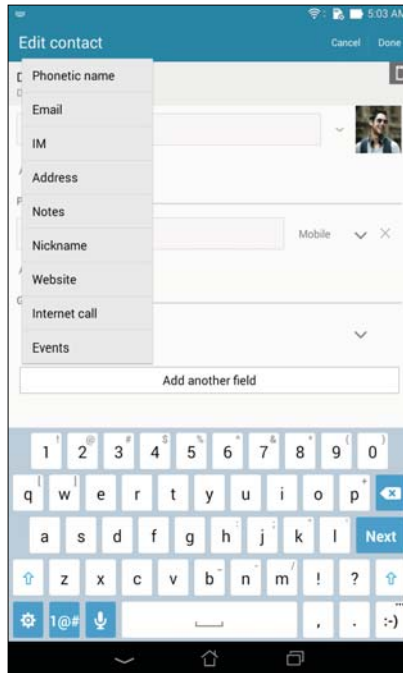 5:03 AM
Edit contact
Cancel
Done
Phonetic name
Email
IM
Address
Notes
Nickname
Website
Internet call
Events
Mobile
Add another field
1 ! 2 @ 3 # 4 $ 5 % 6 ^ 7 & 8 * 9 ( 0 )
q [ w ] e r t y u i o p +
a s d f g h : j ; k " l ' Next
z x c v b - n _ m / ! ?
1@# , . :-)